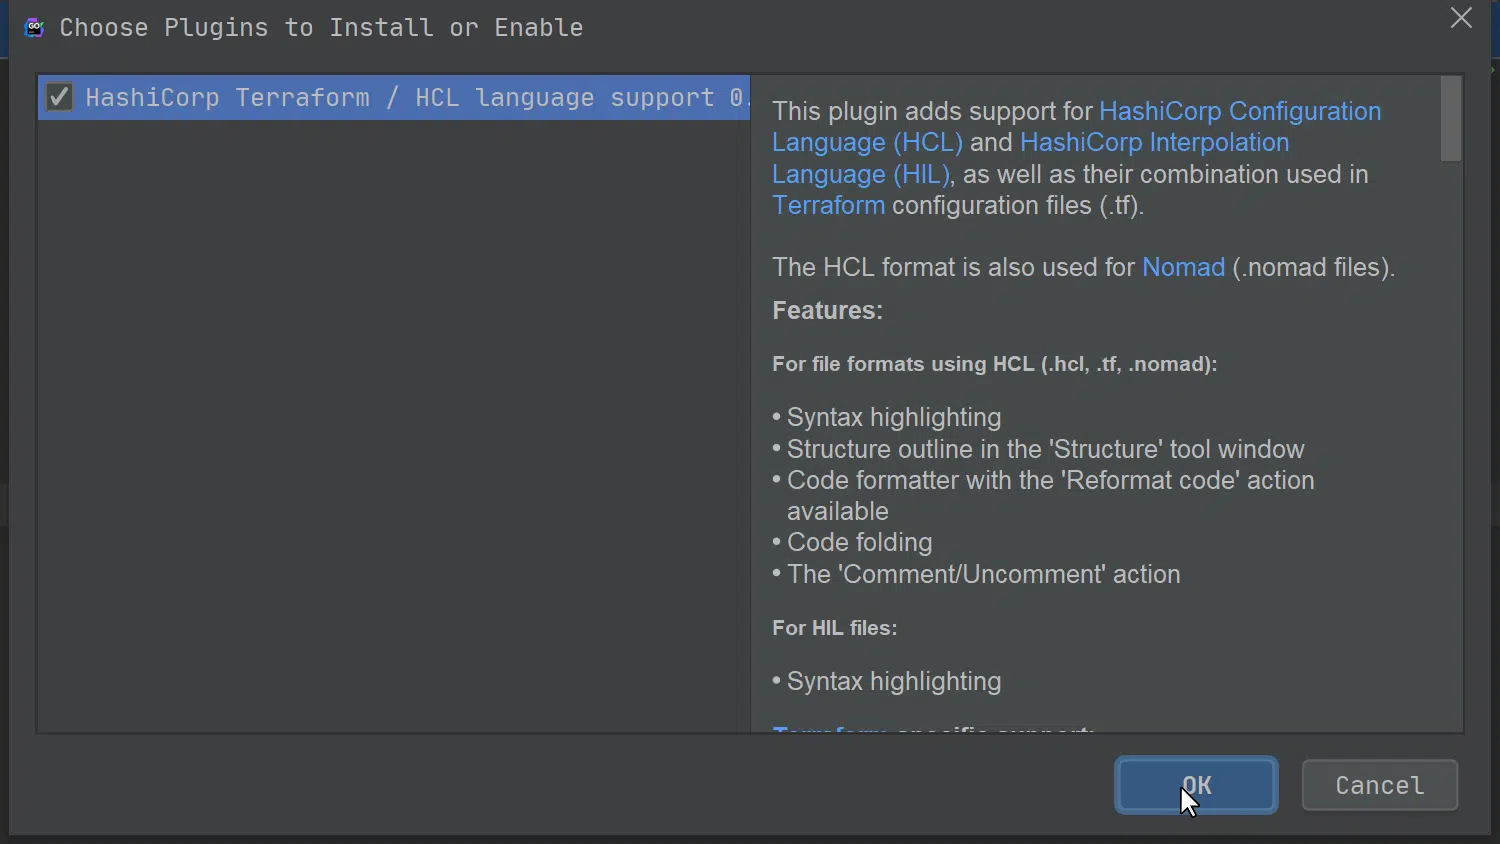 Choose Plugins to Install or Enable
HashiCorp Terraform / HCL language support 0.
This plugin adds support for HashiCorp Configuration
Language (HCL) and HashiCorp Interpolation
Language (HIL), as well as their combination used in
Terraform configuration files (.tf).
The HCL format is also used for Nomad (.nomad files).
Features:
For file formats using HCL (.hcl, .tf, .nomad):
• Syntax highlighting
• Structure outline in the 'Structure' tool window
• Code formatter with the 'Reformat code' action
available
• Code folding
• The 'Comment/Uncomment' action
For HIL files:
• Syntax highlighting
Terraform-specific support:
OK
Cancel